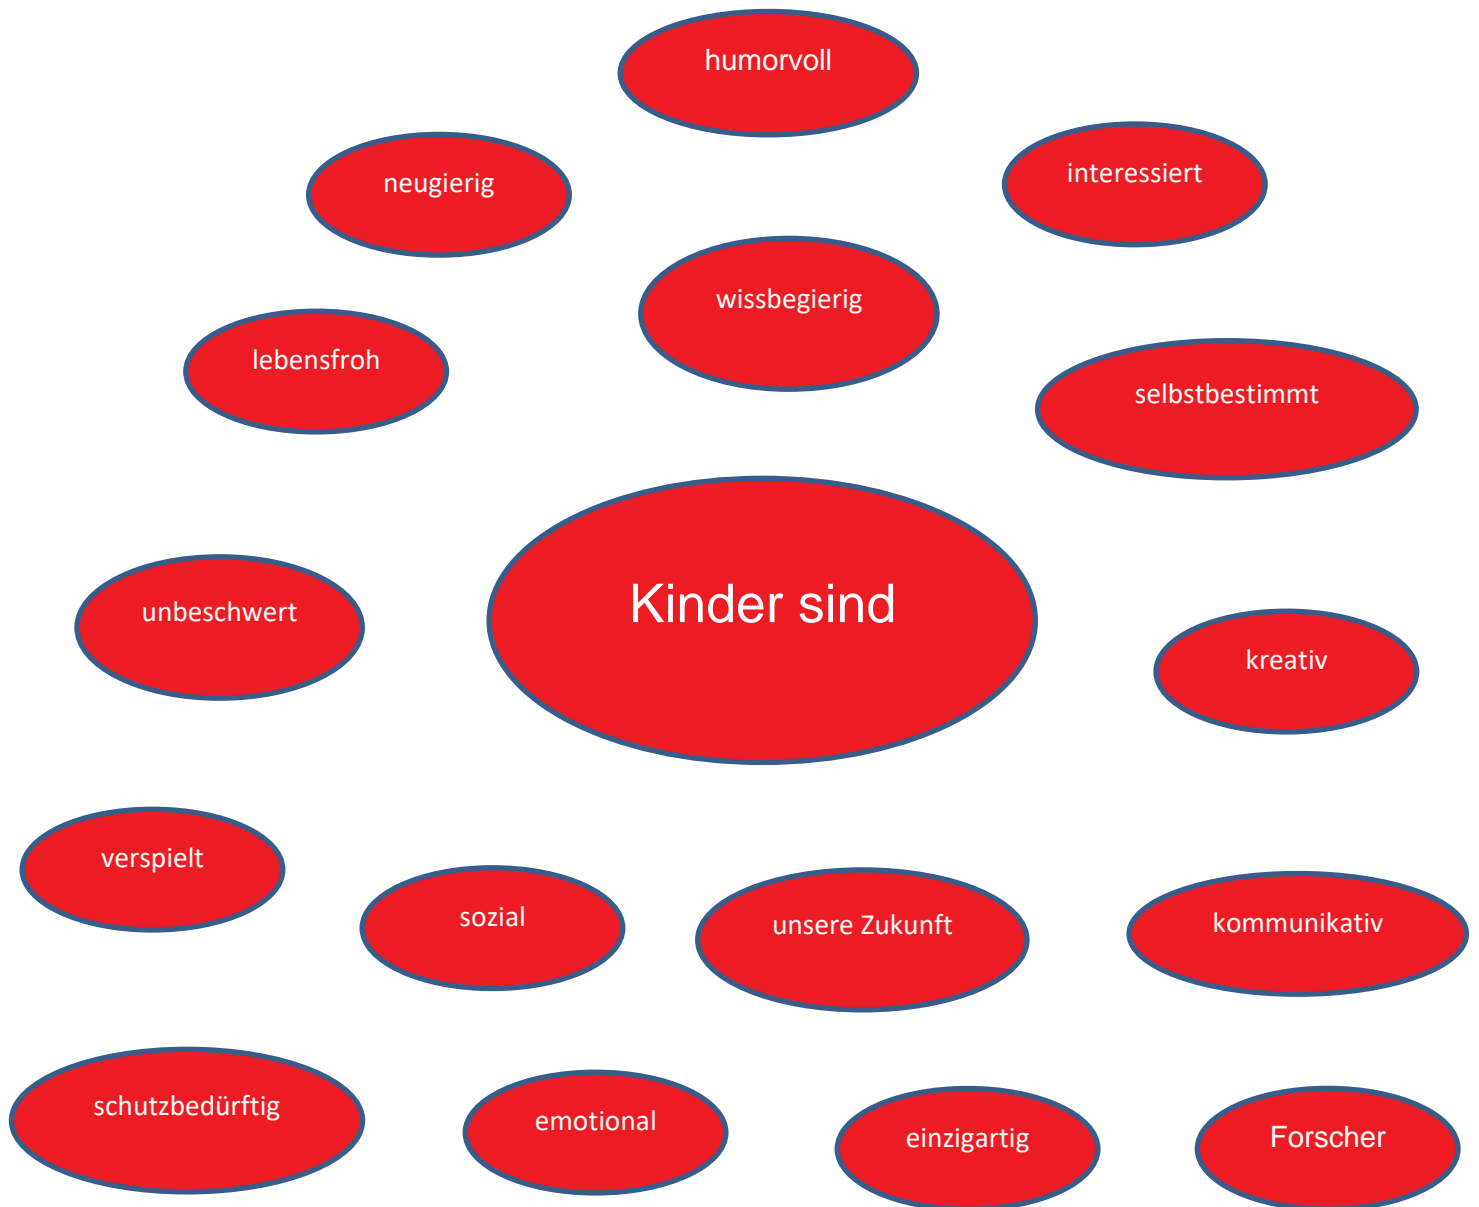 humorvoll
neugierig
interessiert
wissbegierig
lebensfroh
selbstbestimmt
Kinder sind
unbeschwert
kreativ
verspielt
sozial
unsere Zukunft
kommunikativ
schutzbedürftig
emotional
einzigartig
Forscher